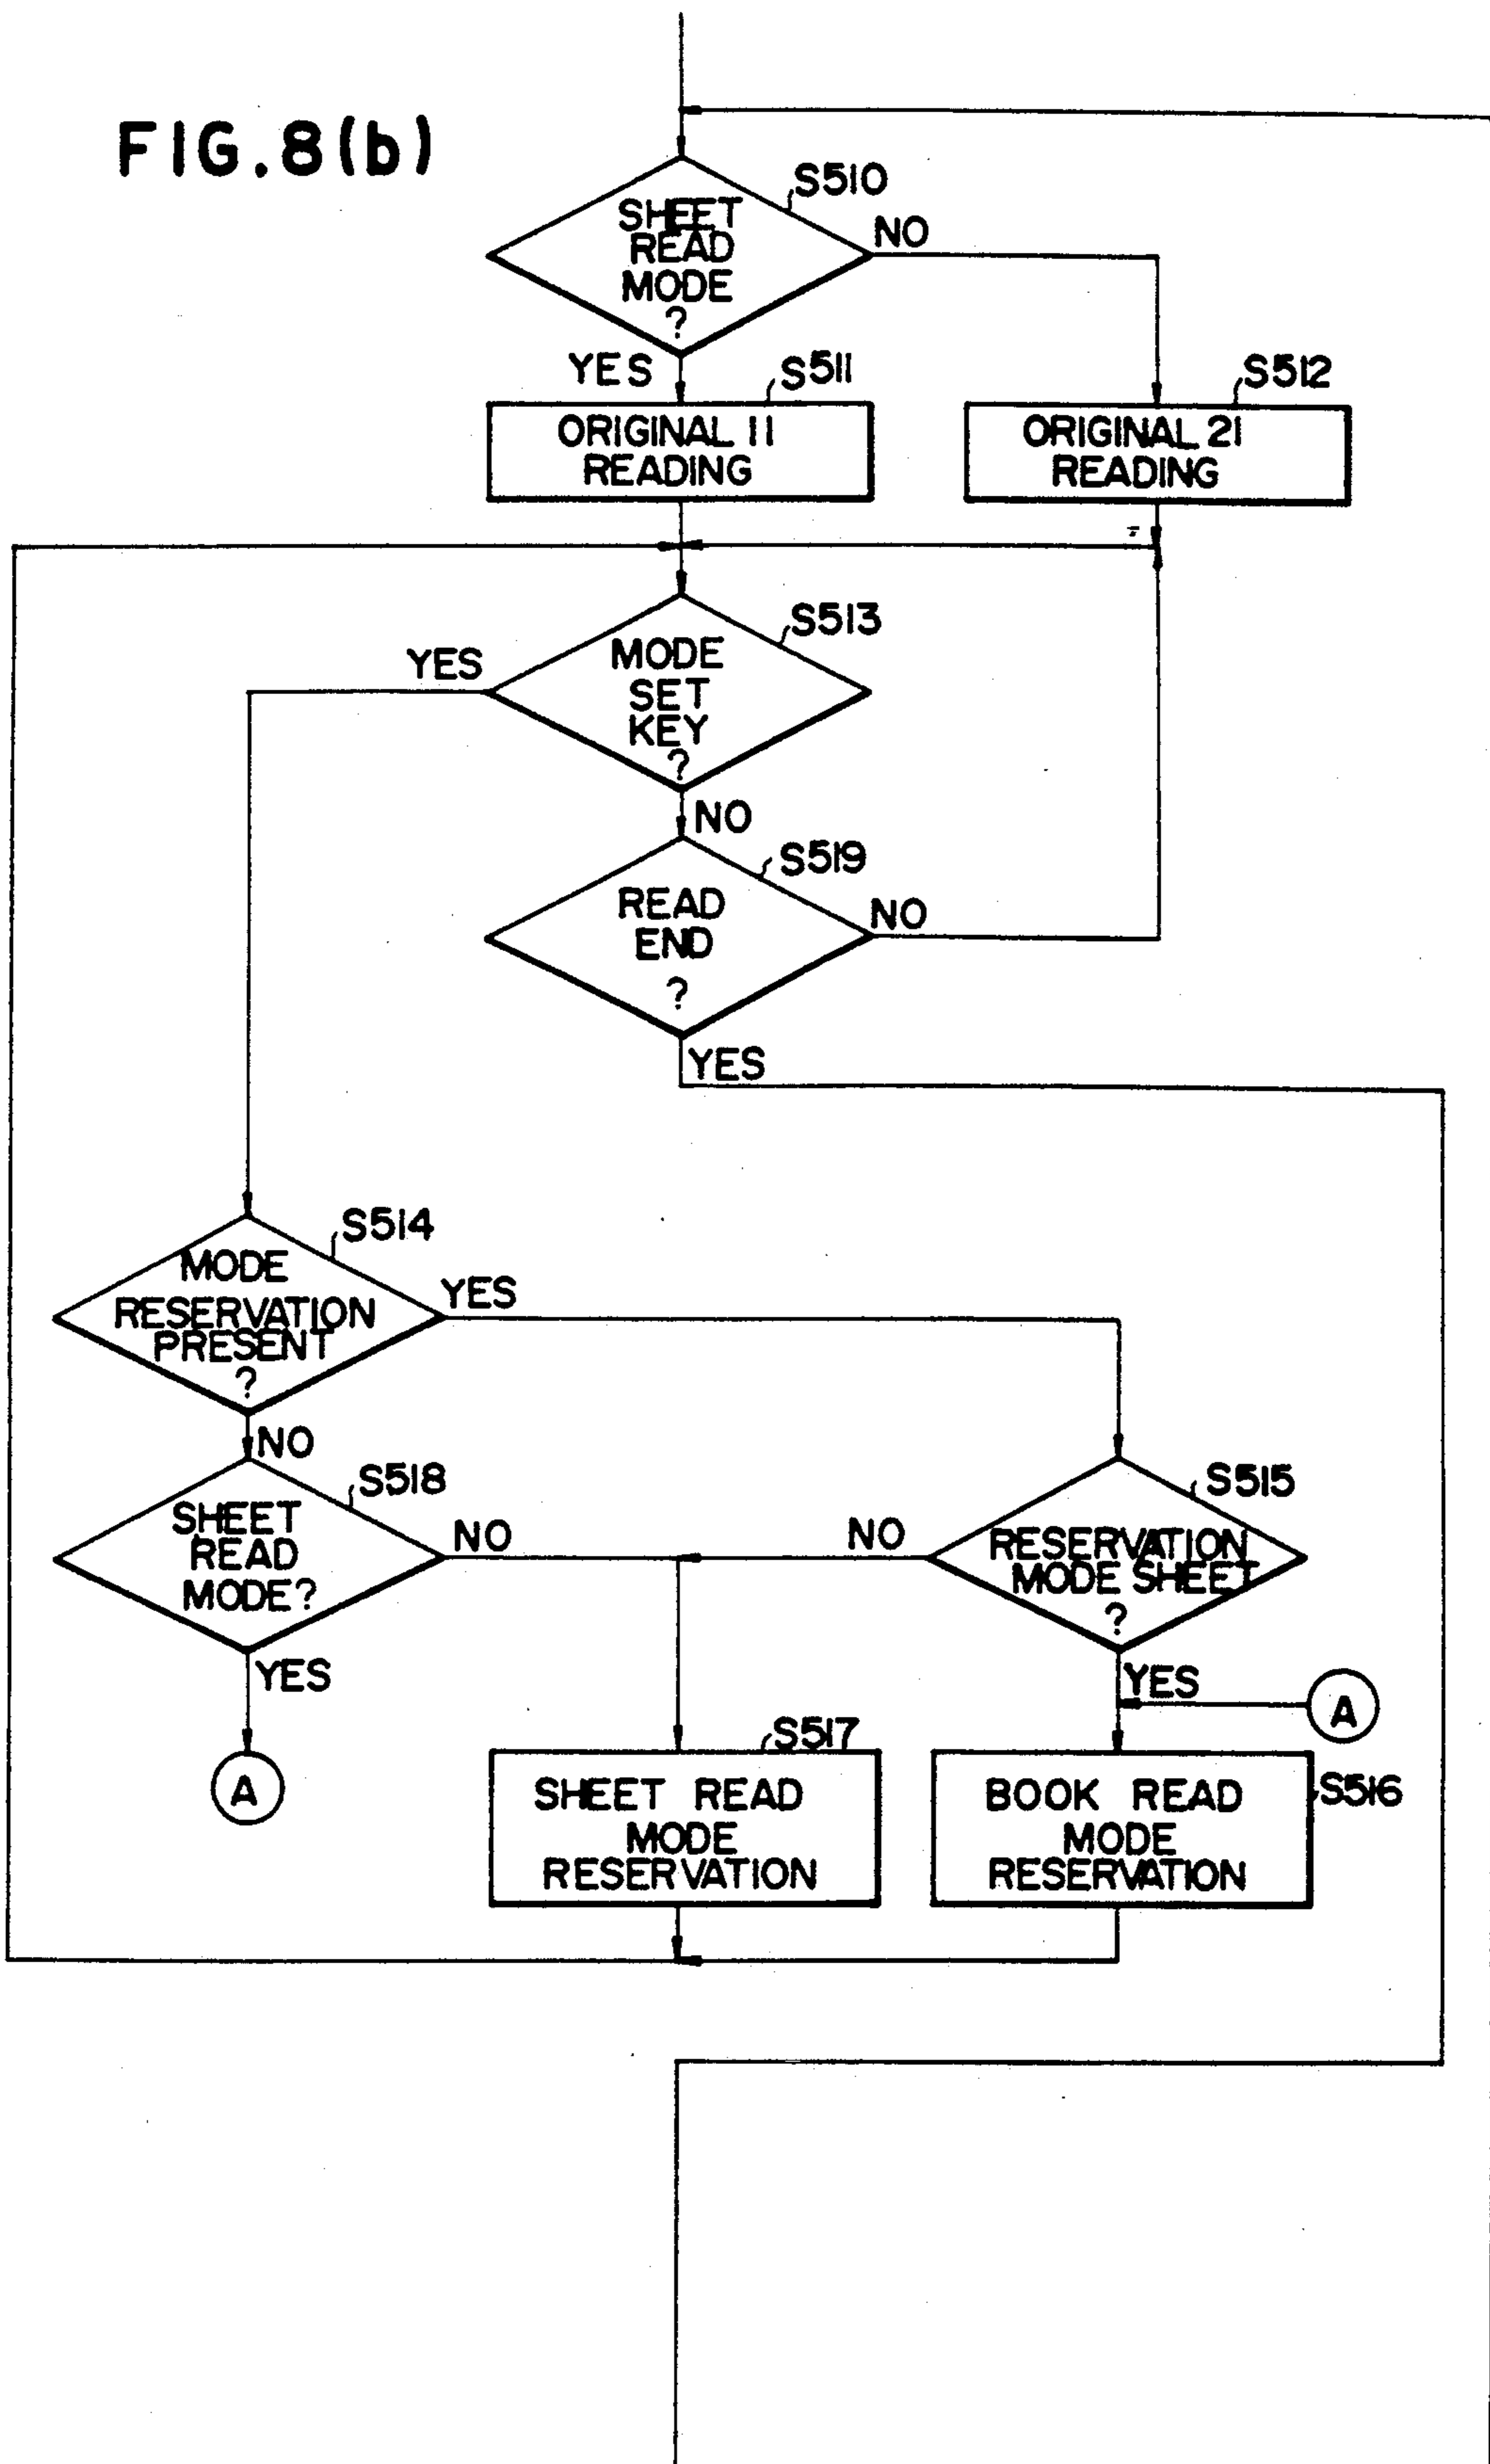 FIG.8(b)
S510
SHEET
READ
MODE
?
NO
YES
S511
S512
ORIGINAL 11
READING
ORIGINAL 21
READING
S513
YES
MODE
SET
KEY
?
NO
S519
READ
END
?
NO
YES
S514
MODE
RESERVATION
PRESENT
?
YES
NO
S518
SHEET
READ
MODE?
NO
YES
S515
NO
RESERVATION
MODE SHEET
?
YES
A
A
S517
SHEET READ
MODE
RESERVATION
S516
BOOK READ
MODE
RESERVATION